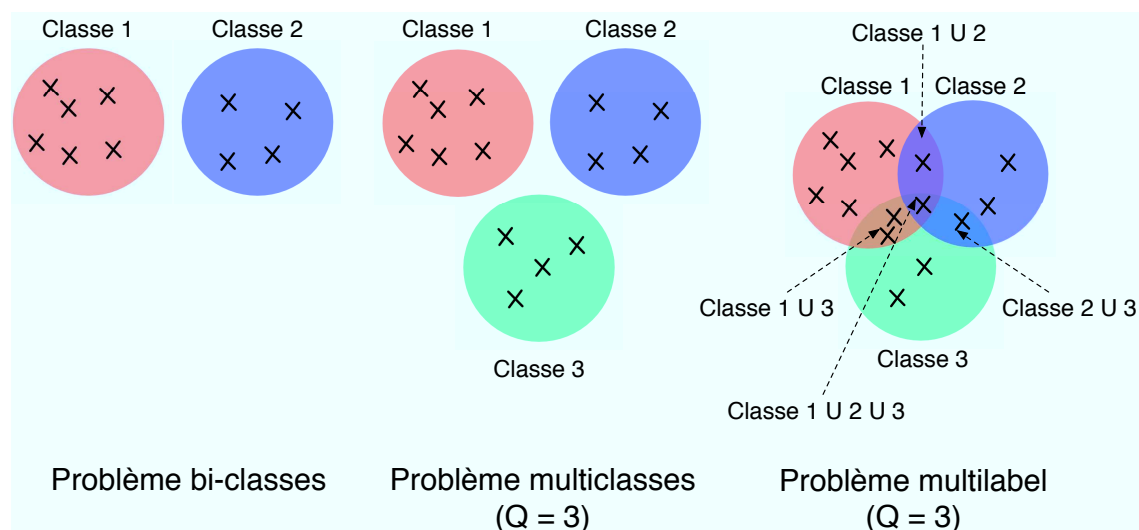 Classe 1
Classe 2
Problème bi-classes
Classe 1
Classe 2
Classe 3
Problème multiclasses
(Q = 3)
Classe 1 U 2
Classe 1
Classe 2
Classe 1 U 3
Classe 2 U 3
Classe 3
Classe 1 U 2 U 3
Problème multilabel
(Q = 3)